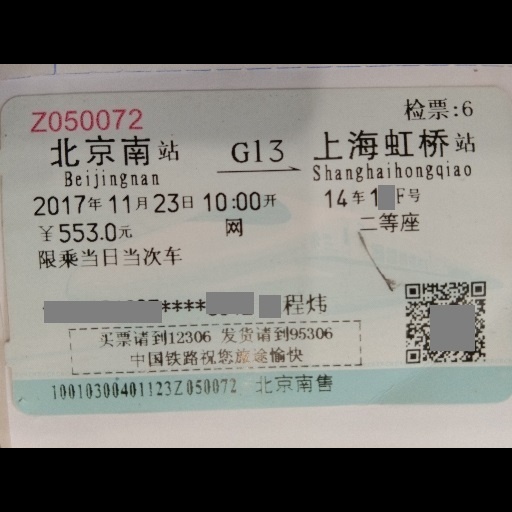 检票:6
Z050072
北京南站 G13 上海虹桥站
Beijingnan Shanghaihongqiao
2017年11月23日10:00开 14车1 F号
￥553.0元 网 二等座
限乘当日当次车
**** 程炜
买票请到12306 发货请到95306
中国铁路祝您旅途愉快
10010300401123Z050072 北京南售